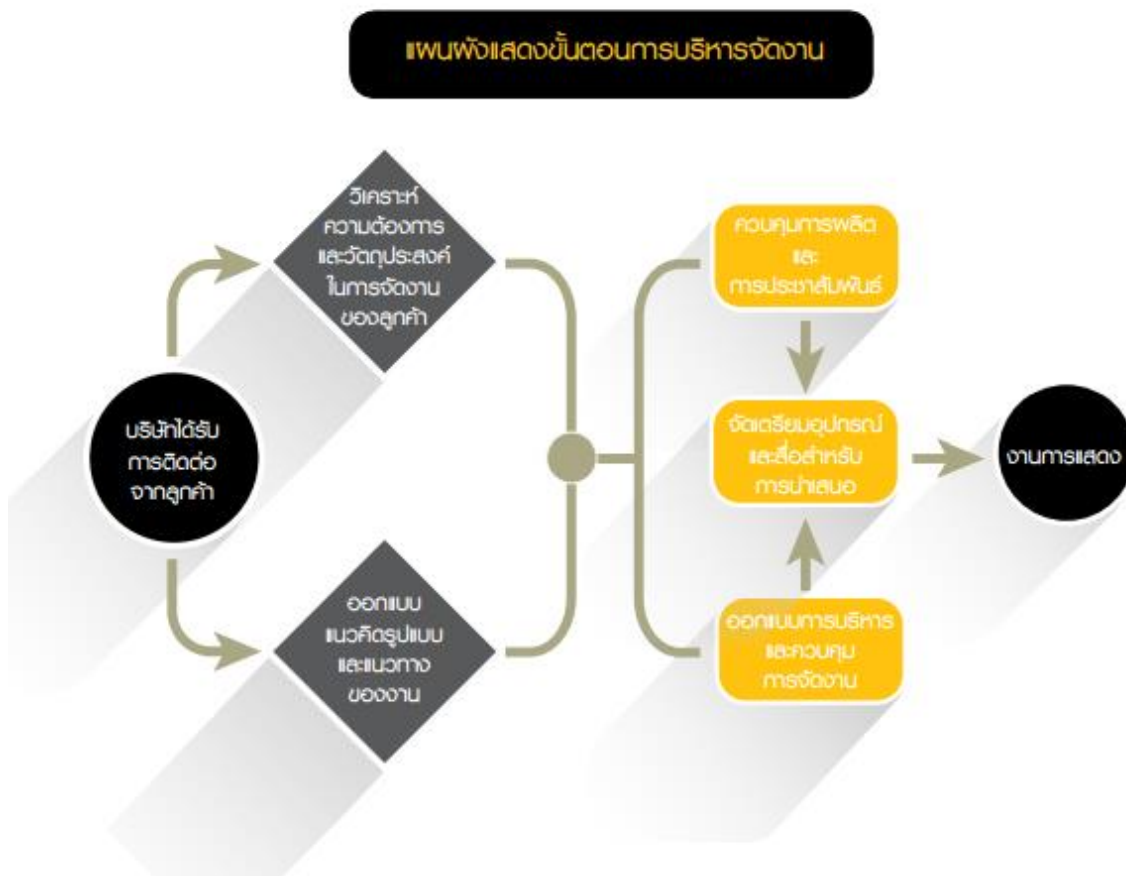 แผนผังแสดงขั้นตอนการบริหารจัดงาน
วิเคราะห์
ความต้องการ
และวัตถุประสงค์
ในการจัดงาน
ของลูกค้า
บริษัทได้รับ
การติดต่อ
จากลูกค้า
ออกแบบ
แนวคิดรูปแบบ
และแนวทาง
ของงาน
ควบคุมการผลิต
และ
การประชาสัมพันธ์
จัดเตรียมอุปกรณ์
และสื่อสำหรับ
การนำเสนอ
ออกแบบการบริหาร
และควบคุม
การจัดงาน
งานการแสดง